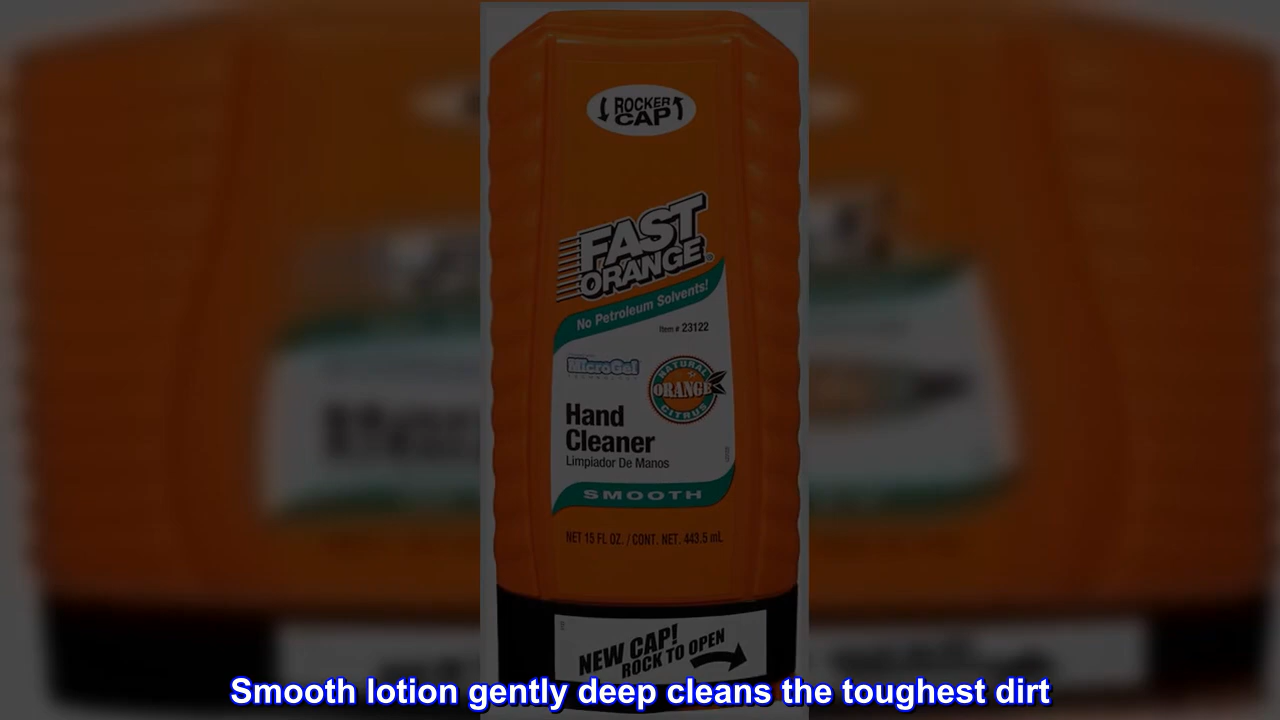 ROCKER
CAP
FAST
ORANGE
No Petroleum Solvents!
Item # 23122
MicroGel
TECHNOLOGY
NATURAL
ORANGE
CITRUS
Hand
Cleaner
Limpiador De Manos
SMOOTH
NET 15 FL OZ. / CONT. NET. 443.5 mL
NEW CAP!
ROCK TO OPEN
Smooth lotion gently deep cleans the toughest dirt